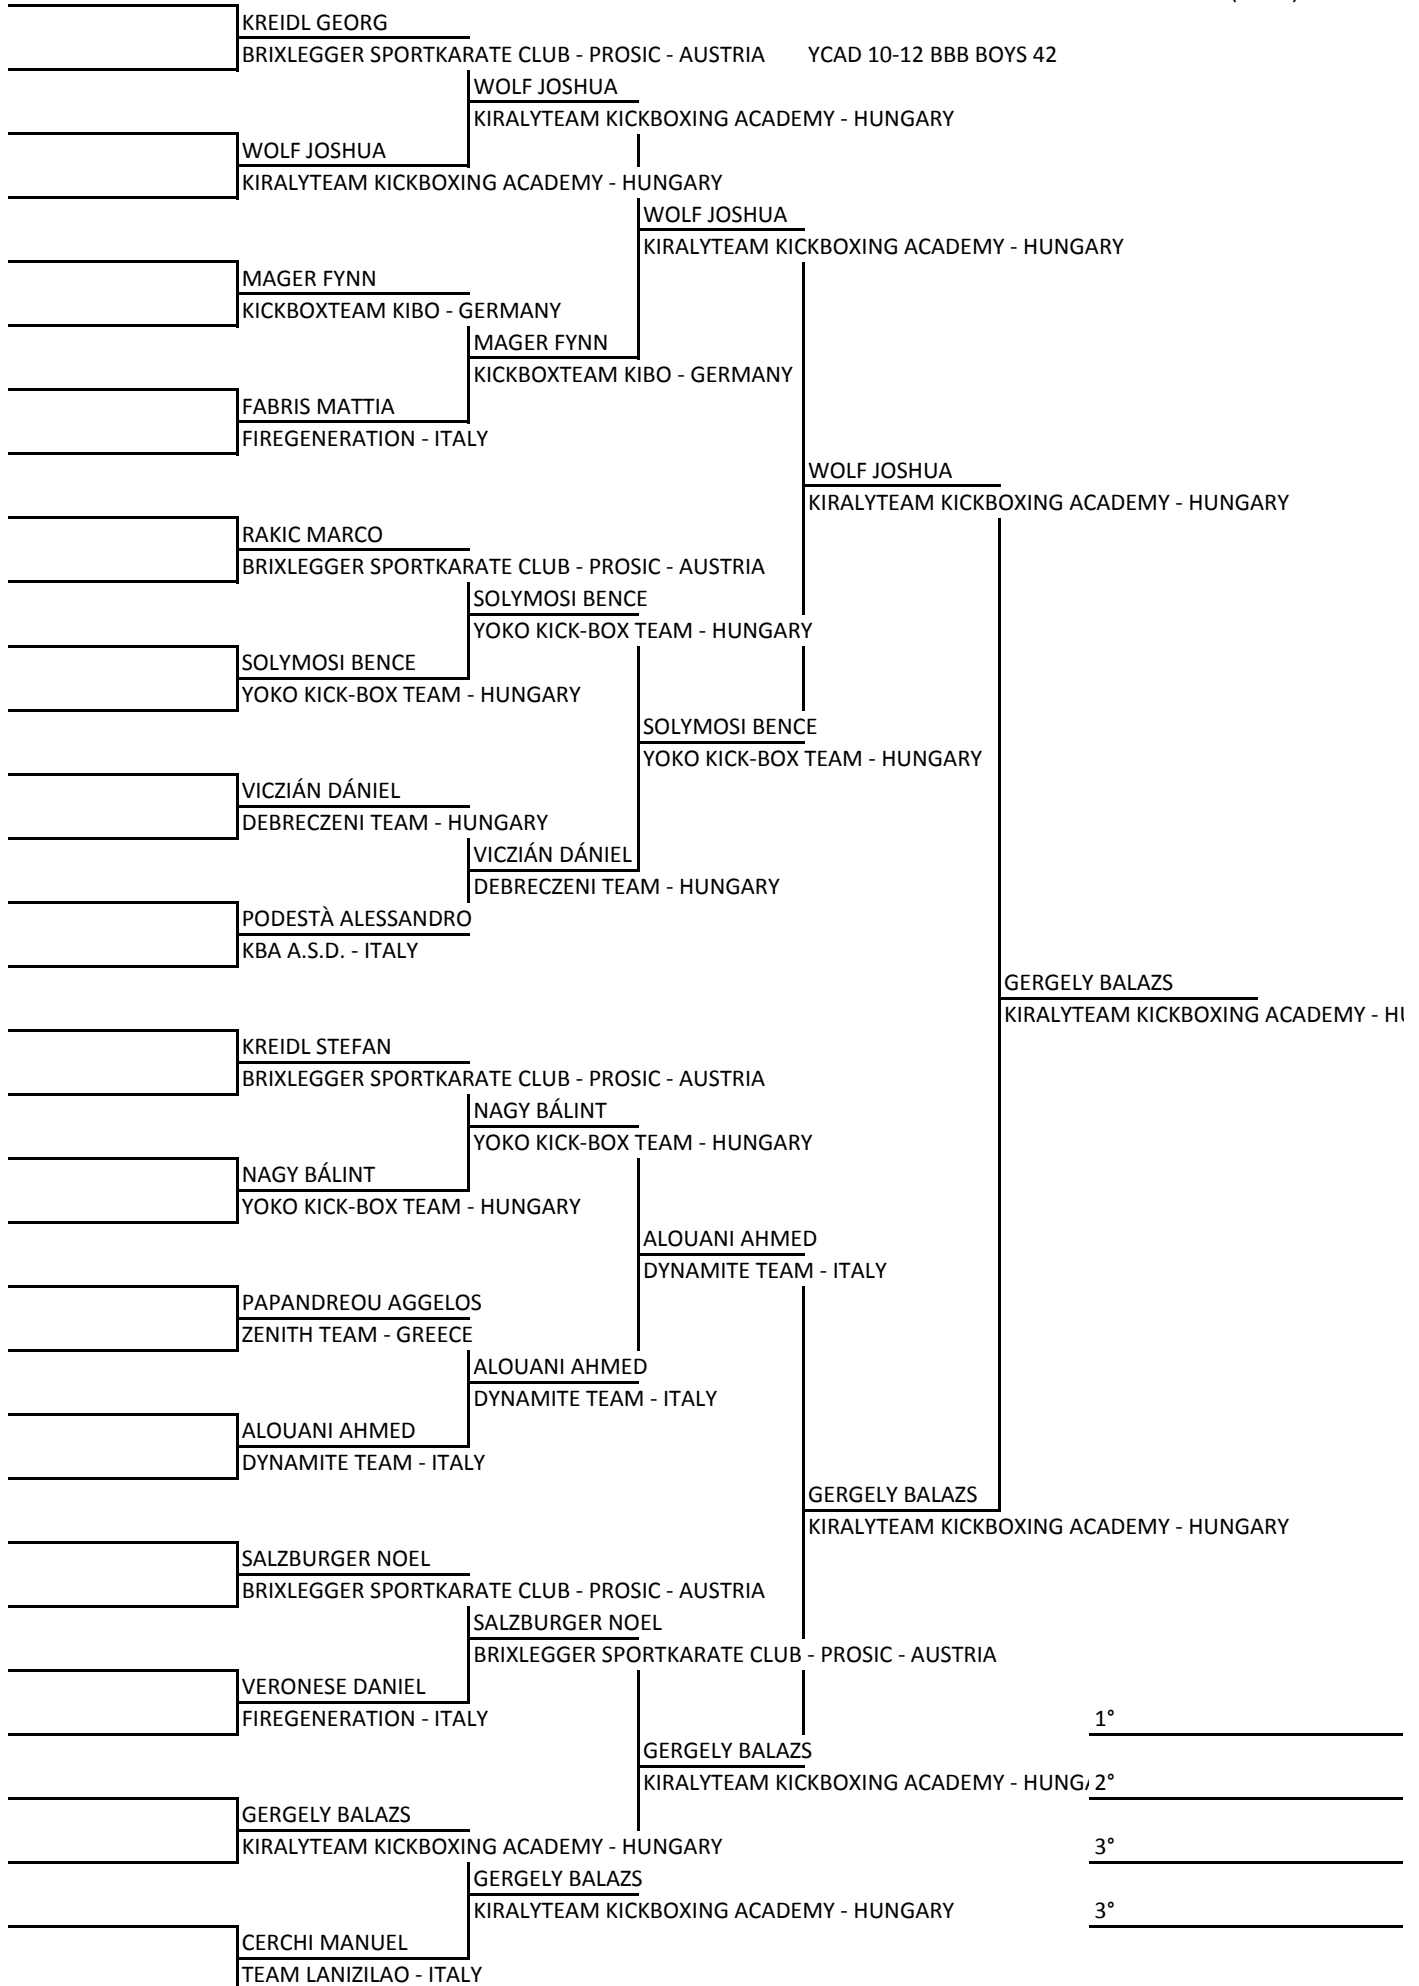 KREIDL GEORG
BRIXLEGGER SPORTKARATE CLUB - PROSIC - AUSTRIA YCAD 10-12 BBB BOYS 42
WOLF JOSHUA
KIRALYTEAM KICKBOXING ACADEMY - HUNGARY
WOLF JOSHUA
KIRALYTEAM KICKBOXING ACADEMY - HUNGARY
WOLF JOSHUA
KIRALYTEAM KICKBOXING ACADEMY - HUNGARY
MAGER FYNN
KICKBOXTEAM KIBO - GERMANY
MAGER FYNN
KICKBOXTEAM KIBO - GERMANY
FABRIS MATTIA
FIREGENERATION - ITALY
WOLF JOSHUA
KIRALYTEAM KICKBOXING ACADEMY - HUNGARY
RAKIC MARCO
BRIXLEGGER SPORTKARATE CLUB - PROSIC - AUSTRIA
SOLYMOSI BENCE
YOKO KICK-BOX TEAM - HUNGARY
SOLYMOSI BENCE
YOKO KICK-BOX TEAM - HUNGARY
SOLYMOSI BENCE
YOKO KICK-BOX TEAM - HUNGARY
VICZIÁN DÁNIEL
DEBRECZENI TEAM - HUNGARY
VICZIÁN DÁNIEL
DEBRECZENI TEAM - HUNGARY
PODESTÀ ALESSANDRO
KBA A.S.D. - ITALY
GERGELY BALAZS
KIRALYTEAM KICKBOXING ACADEMY -
KREIDL STEFAN
BRIXLEGGER SPORTKARATE CLUB - PROSIC - AUSTRIA
NAGY BÁLINT
YOKO KICK-BOX TEAM - HUNGARY
NAGY BÁLINT
YOKO KICK-BOX TEAM - HUNGARY
ALOUANI AHMED
DYNAMITE TEAM - ITALY
PAPANDREOU AGGELOS
ZENITH TEAM - GREECE
ALOUANI AHMED
DYNAMITE TEAM - ITALY
ALOUANI AHMED
DYNAMITE TEAM - ITALY
GERGELY BALAZS
KIRALYTEAM KICKBOXING ACADEMY - HUNGARY
SALZBURGER NOEL
BRIXLEGGER SPORTKARATE CLUB - PROSIC - AUSTRIA
SALZBURGER NOEL
BRIXLEGGER SPORTKARATE CLUB - PROSIC - AUSTRIA
VERONESE DANIEL
FIREGENERATION - ITALY
1°
GERGELY BALAZS
KIRALYTEAM KICKBOXING ACADEMY - HUNG 2°
GERGELY BALAZS
KIRALYTEAM KICKBOXING ACADEMY - HUNGARY
3°
GERGELY BALAZS
KIRALYTEAM KICKBOXING ACADEMY - HUNGARY
3°
CERCHI MANUEL
TEAM LANIZILAO - ITALY